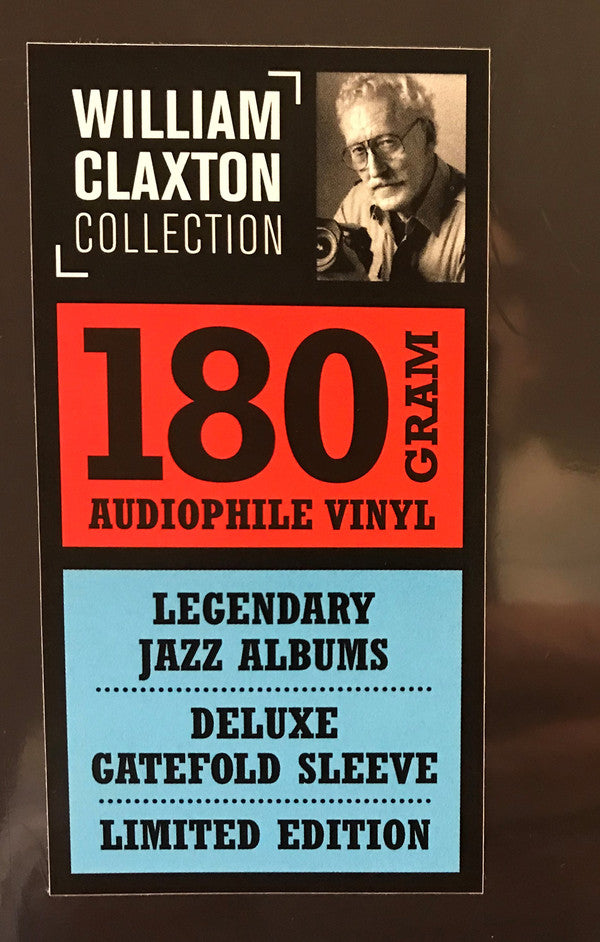 WILLIAM
CLAXTON
COLLECTION
180
GRAM
AUDIOPHILE VINYL
LEGENDARY
JAZZ ALBUMS
DELUXE
GATEFOLD SLEEVE
LIMITED EDITION